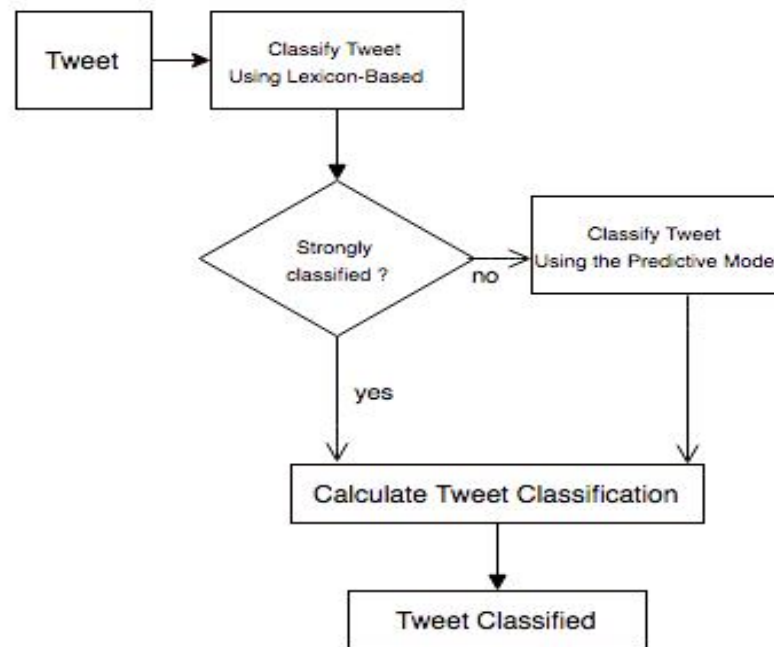 Tweet
Classify Tweet
Using Lexicon-Based
Strongly
classified ?
no
Classify Tweet
Using the Predictive Mode
yes
Calculate Tweet Classification
Tweet Classified